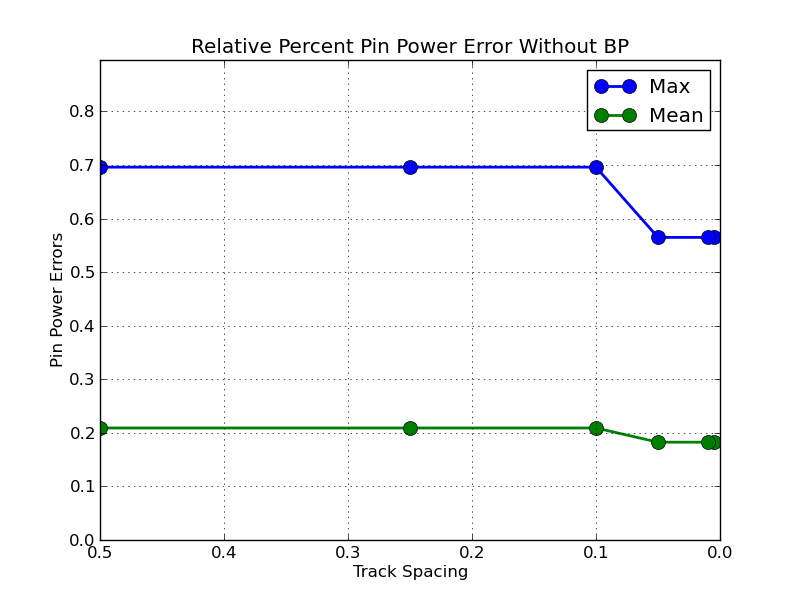 Relative Percent Pin Power Error Without BP
Max
Mean
0.8
0.7
0.6
0.5
0.4
0.3
0.2
0.1
0.0
Pin Power Errors
0.5 0.4 0.3 0.2 0.1 0.0
Track Spacing